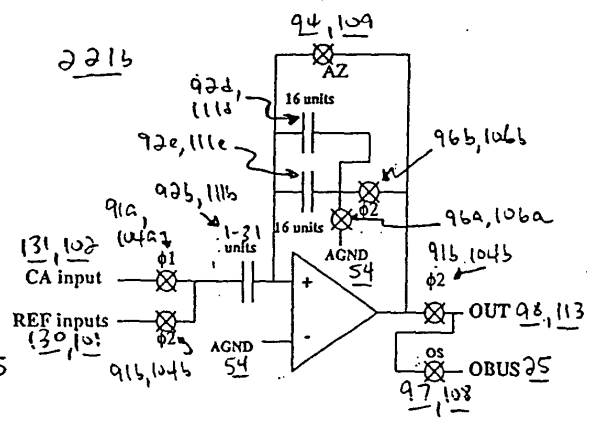 94, 109
221b
AZ
92d,
111d
16 units
92e, 111e
96b, 106b
92b, 111b
φ2
91a,
104a
1-31
units
16 units
96a, 106a
131, 102
φ1
AGND
54
91b, 104b
CA input
+
φ2
REF inputs
OUT 98, 113
130, 101
φ2
AGND
54
-
91b, 104b
OS
OBUS 25
97, 108
5